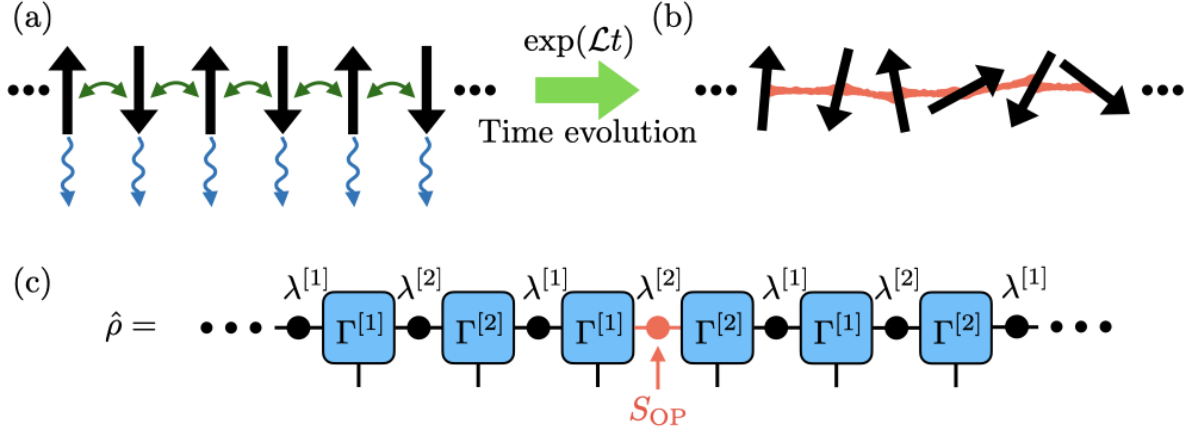 (a)
exp(ℒt)
Time evolution
(b)
(c)
λ^[1] λ^[2] λ^[1] λ^[2] λ^[1] λ^[2] λ^[1]
ρ̂ = ••• Γ^[1] Γ^[2] Γ^[1] Γ^[2] Γ^[1] Γ^[2] •••
S_OP